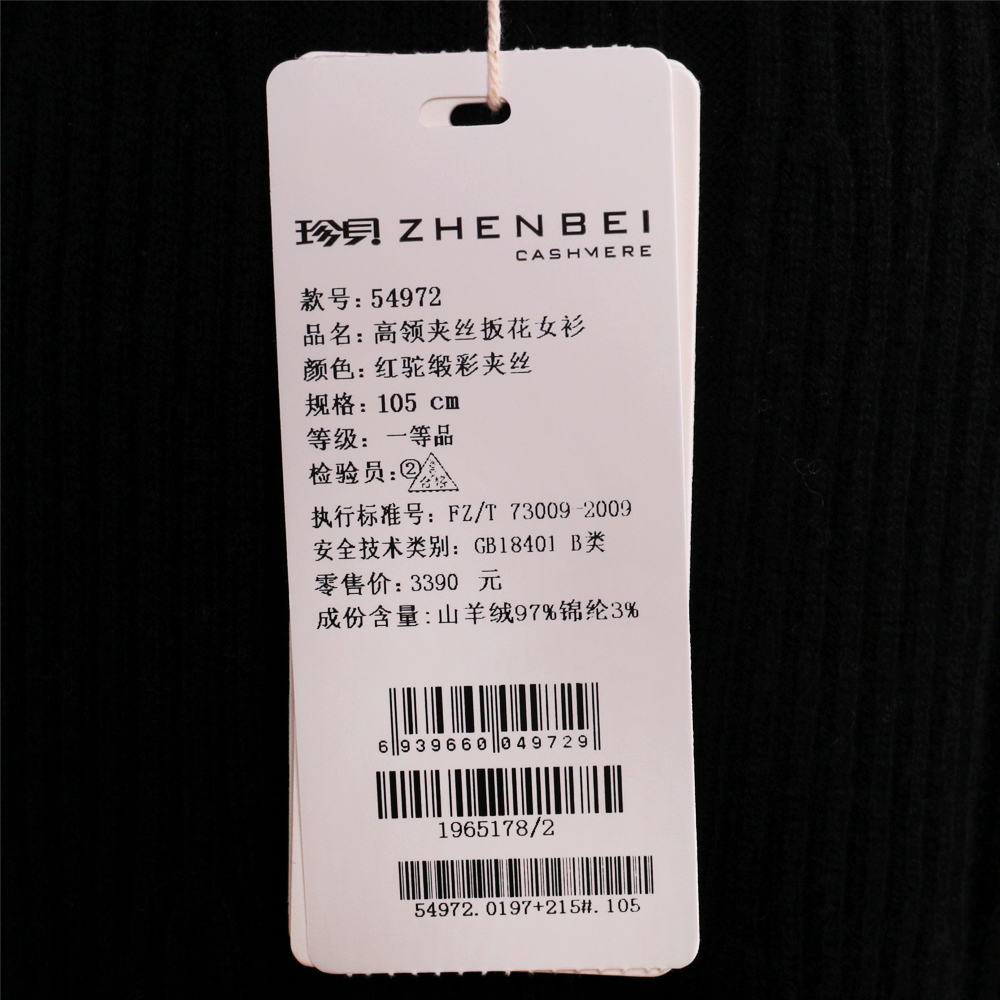 珍贝 ZHENBEI
CASHMERE
款号: 54972
品名: 高领夹丝扳花女衫
颜色: 红驼缎彩夹丝
规格: 105 cm
等级: 一等品
检验员: ②
合格
执行标准号: FZ/T 73009-2009
安全技术类别: GB18401 B类
零售价: 3390 元
成份含量: 山羊绒97%锦纶3%
6 939660 049729
1965178/2
54972.0197+215#.105